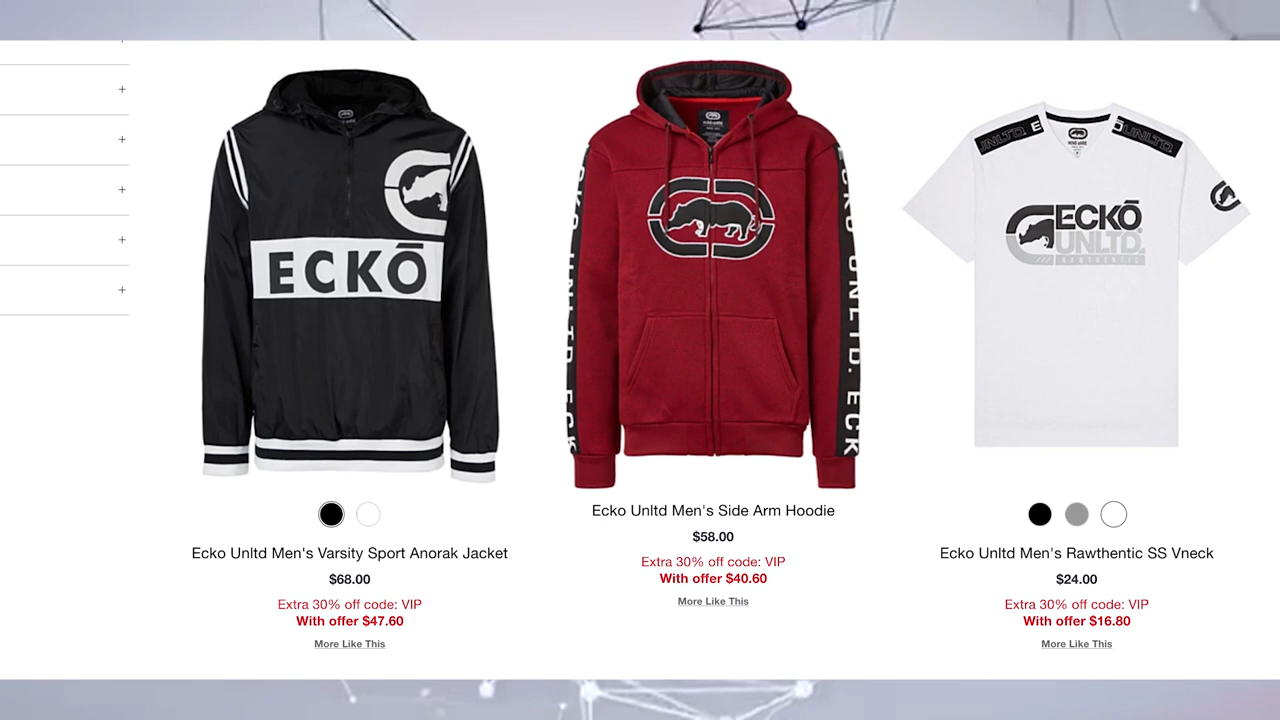 ECKŌ
Ecko Unltd Men's Varsity Sport Anorak Jacket
$68.00
Extra 30% off code: VIP
With offer $47.60
More Like This
ECKO UNLTD. ECK
ECKO UNLTD. ECK
Ecko Unltd Men's Side Arm Hoodie
$58.00
Extra 30% off code: VIP
With offer $40.60
More Like This
UNLTD. E
UNLTD.
ECKŌ
UNLTD.
RAWTHENTIC
Ecko Unltd Men's Rawthentic SS Vneck
$24.00
Extra 30% off code: VIP
With offer $16.80
More Like This